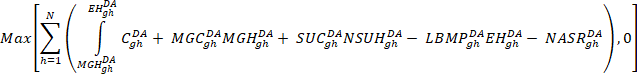 Max[∑_{h=1}^{N} (∫_{MGH_{gh}^{DA}}^{EH_{gh}^{DA}} C_{gh}^{DA} + MGC_{gh}^{DA}MGH_{gh}^{DA} + SUC_{gh}^{DA}NSUH_{gh}^{DA} − LBMP_{gh}^{DA}EH_{gh}^{DA} − NASR_{gh}^{DA}), 0]